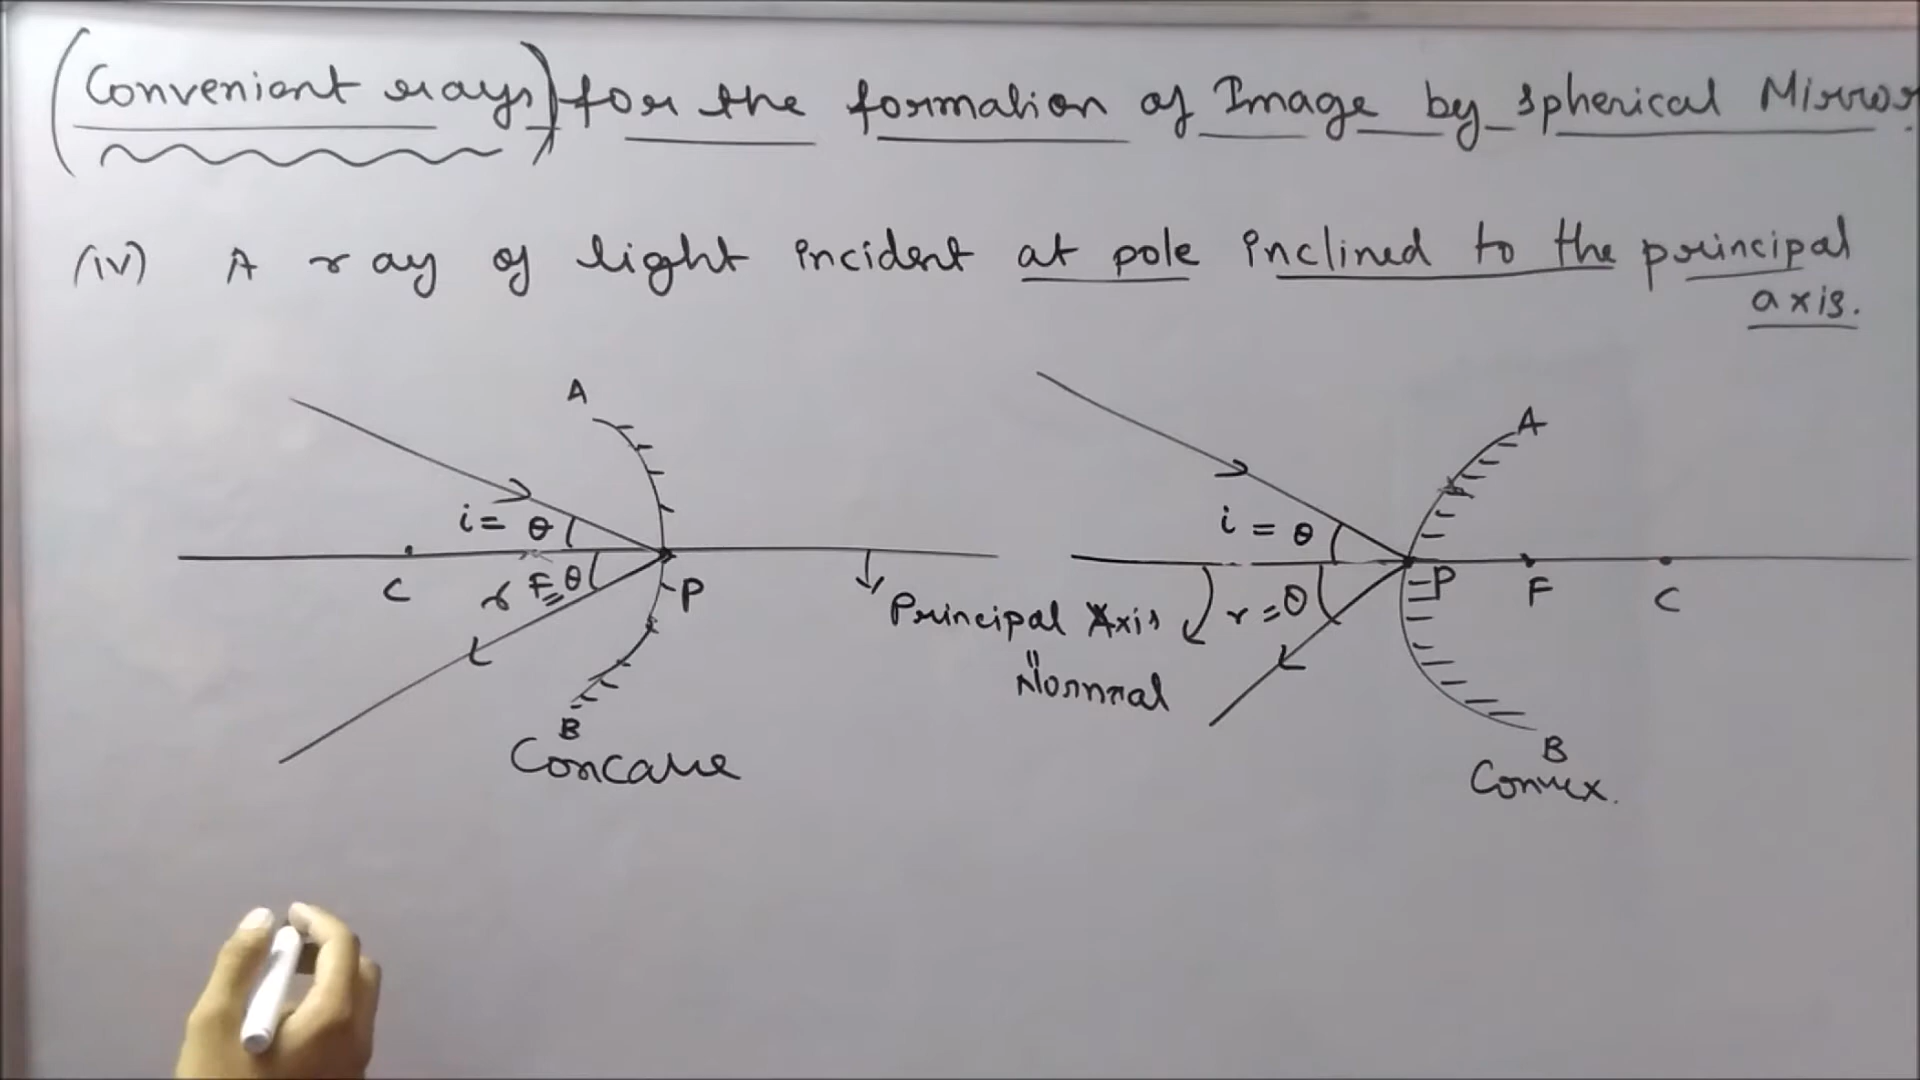 (Convenient rays) for the formation of Image by Spherical Mirror
(iv) A ray of light incident at pole inclined to the principal
axis.
A
A
i = θ
i = θ
C
F
r = θ
P
Principal Axis
r = θ
P
F
C
"
Normal
B
Concave
B
Convex.